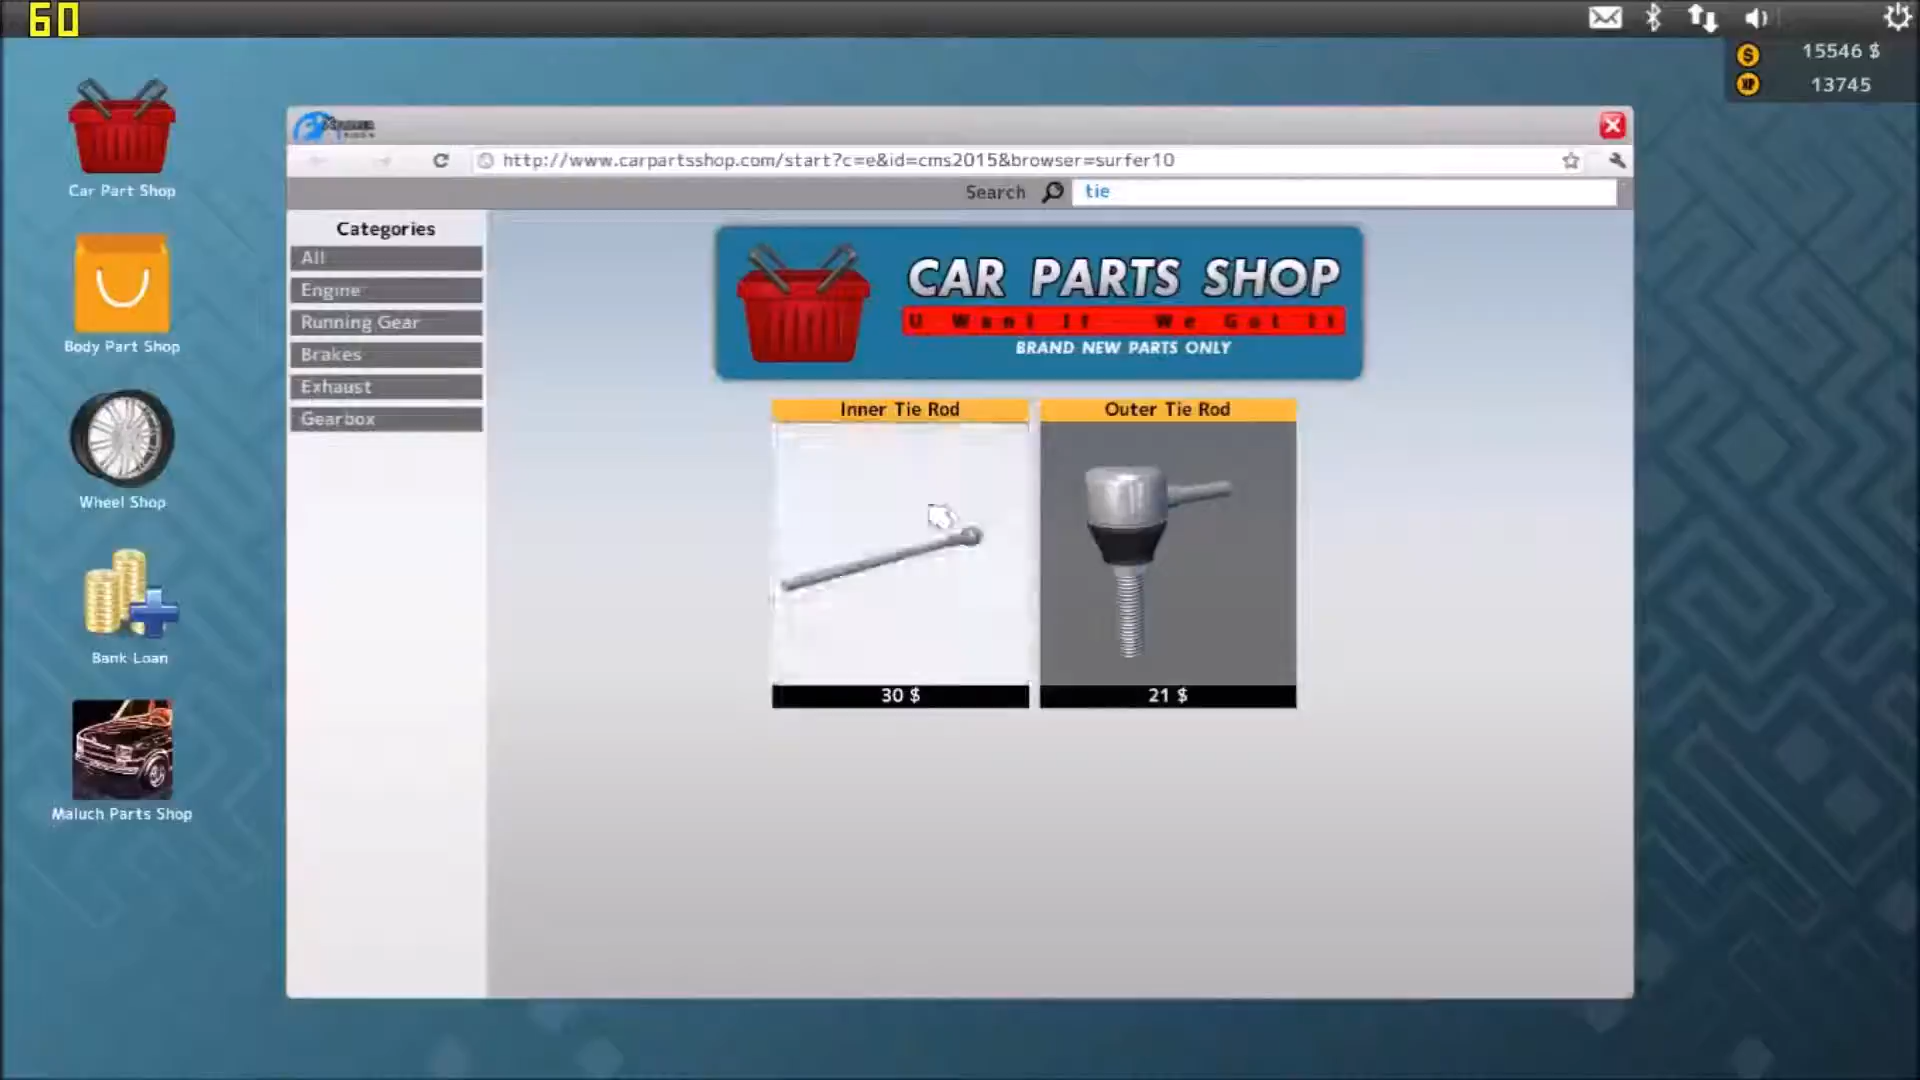 60
15546 $
XP 13745
Car Part Shop
Body Part Shop
Wheel Shop
Bank Loan
Maluch Parts Shop
http://www.carpartsshop.com/start?c=e&id=cms2015&browser=surfer10
Search tie
Categories
All
Engine
Running Gear
Brakes
Exhaust
Gearbox
CAR PARTS SHOP
U Want It We Got It
BRAND NEW PARTS ONLY
Inner Tie Rod
30 $
Outer Tie Rod
21 $